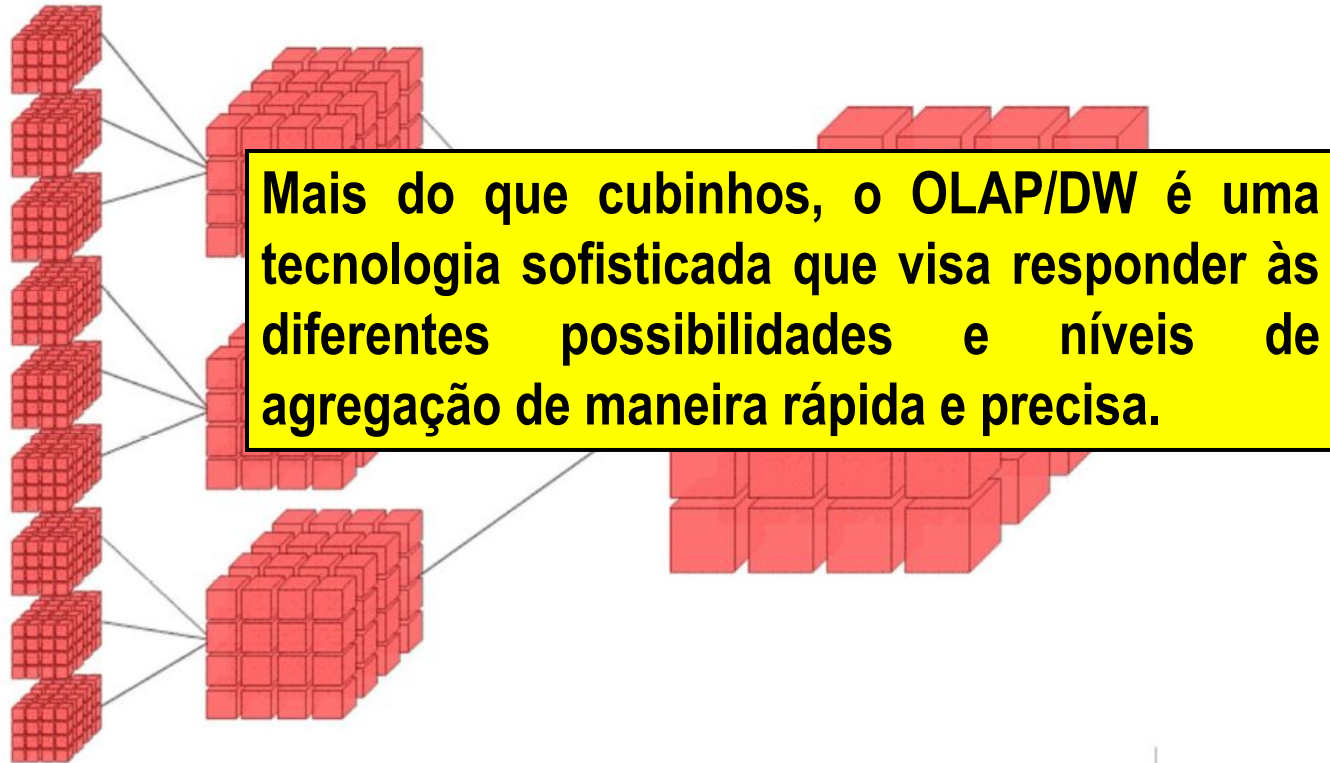 Mais do que cubinhos, o OLAP/DW é uma
tecnologia sofisticada que visa responder às
diferentes possibilidades e níveis de
agregação de maneira rápida e precisa.